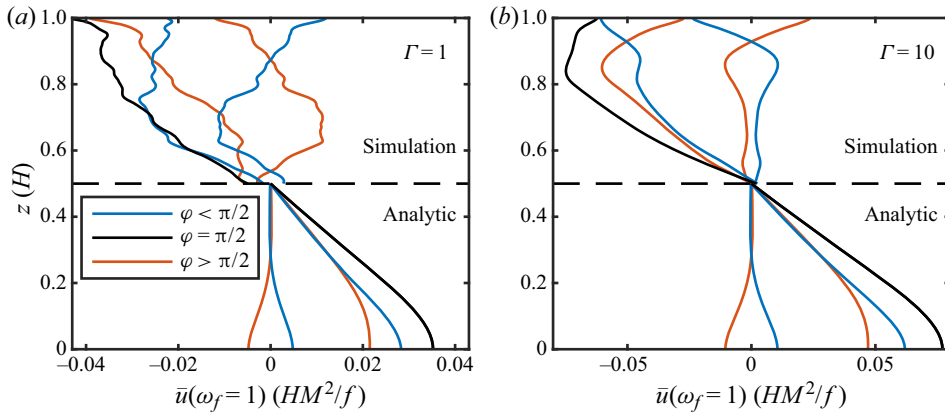 (a)
(b)
1.0
0.8
0.6
0.4
0.2
0
z (H)
Γ = 1
Simulation
Analytic
φ < π/2
φ = π/2
φ > π/2
−0.04
−0.02
0
0.02
0.04
ū(ω_f = 1) (HM²/f)
1.0
0.8
0.6
0.4
0.2
0
Γ = 10
Simulation
Analytic
−0.05
0
0.05
ū(ω_f = 1) (HM²/f)